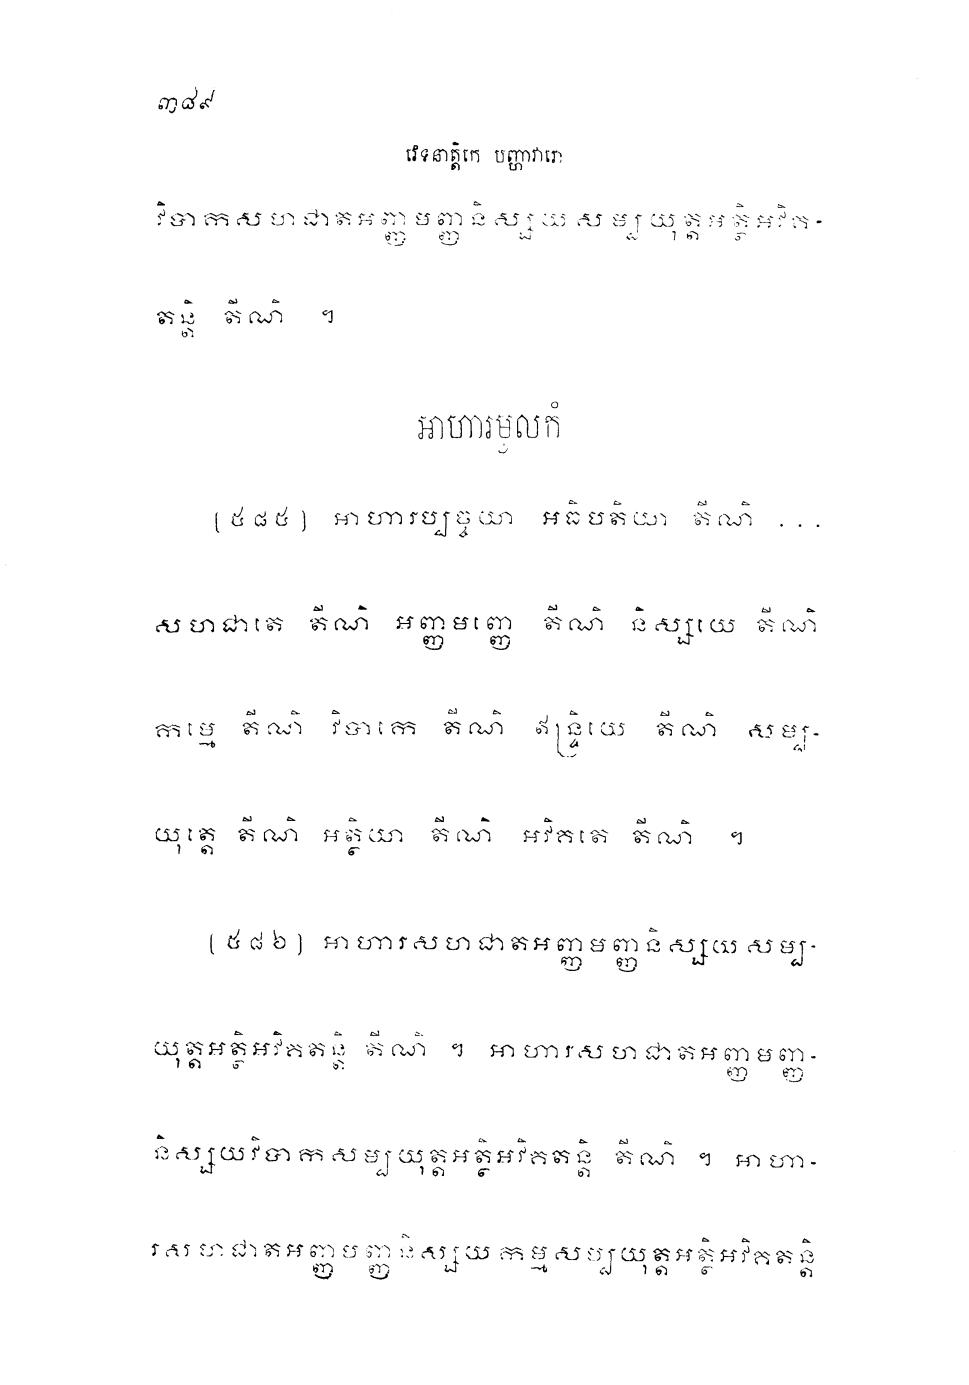 ៣៨៩
វេទនាត្តិកេ បញ្ហាវារោ
វិបាកសហជាតអញ្ញមញ្ញនិស្សយសម្បយុត្តអត្ថិអវិគ-
តន្តិ តីណិ ។
អាហារមូលកំ
(៥៨៥) អាហារប្បច្ចយា អធិបតិយា តីណិ ...
សហជាតេ តីណិ អញ្ញមញ្ញេ តីណិ និស្សយេ តីណិ
កម្មេ តីណិ វិបាកេ តីណិ ឥន្ទ្រិយេ តីណិ សម្ប-
យុត្តេ តីណិ អត្ថិយា តីណិ អវិគតេ តីណិ ។
(៥៨៦) អាហារសហជាតអញ្ញមញ្ញនិស្សយសម្ប-
យុត្តអត្ថិអវិគតន្តិ តីណិ ។ អាហារសហជាតអញ្ញមញ្ញ-
និស្សយវិបាកសម្បយុត្តអត្ថិអវិគតន្តិ តីណិ ។ អាហា-
រសហជាតអញ្ញមញ្ញនិស្សយកម្មសម្បយុត្តអត្ថិអវិគតន្តិ